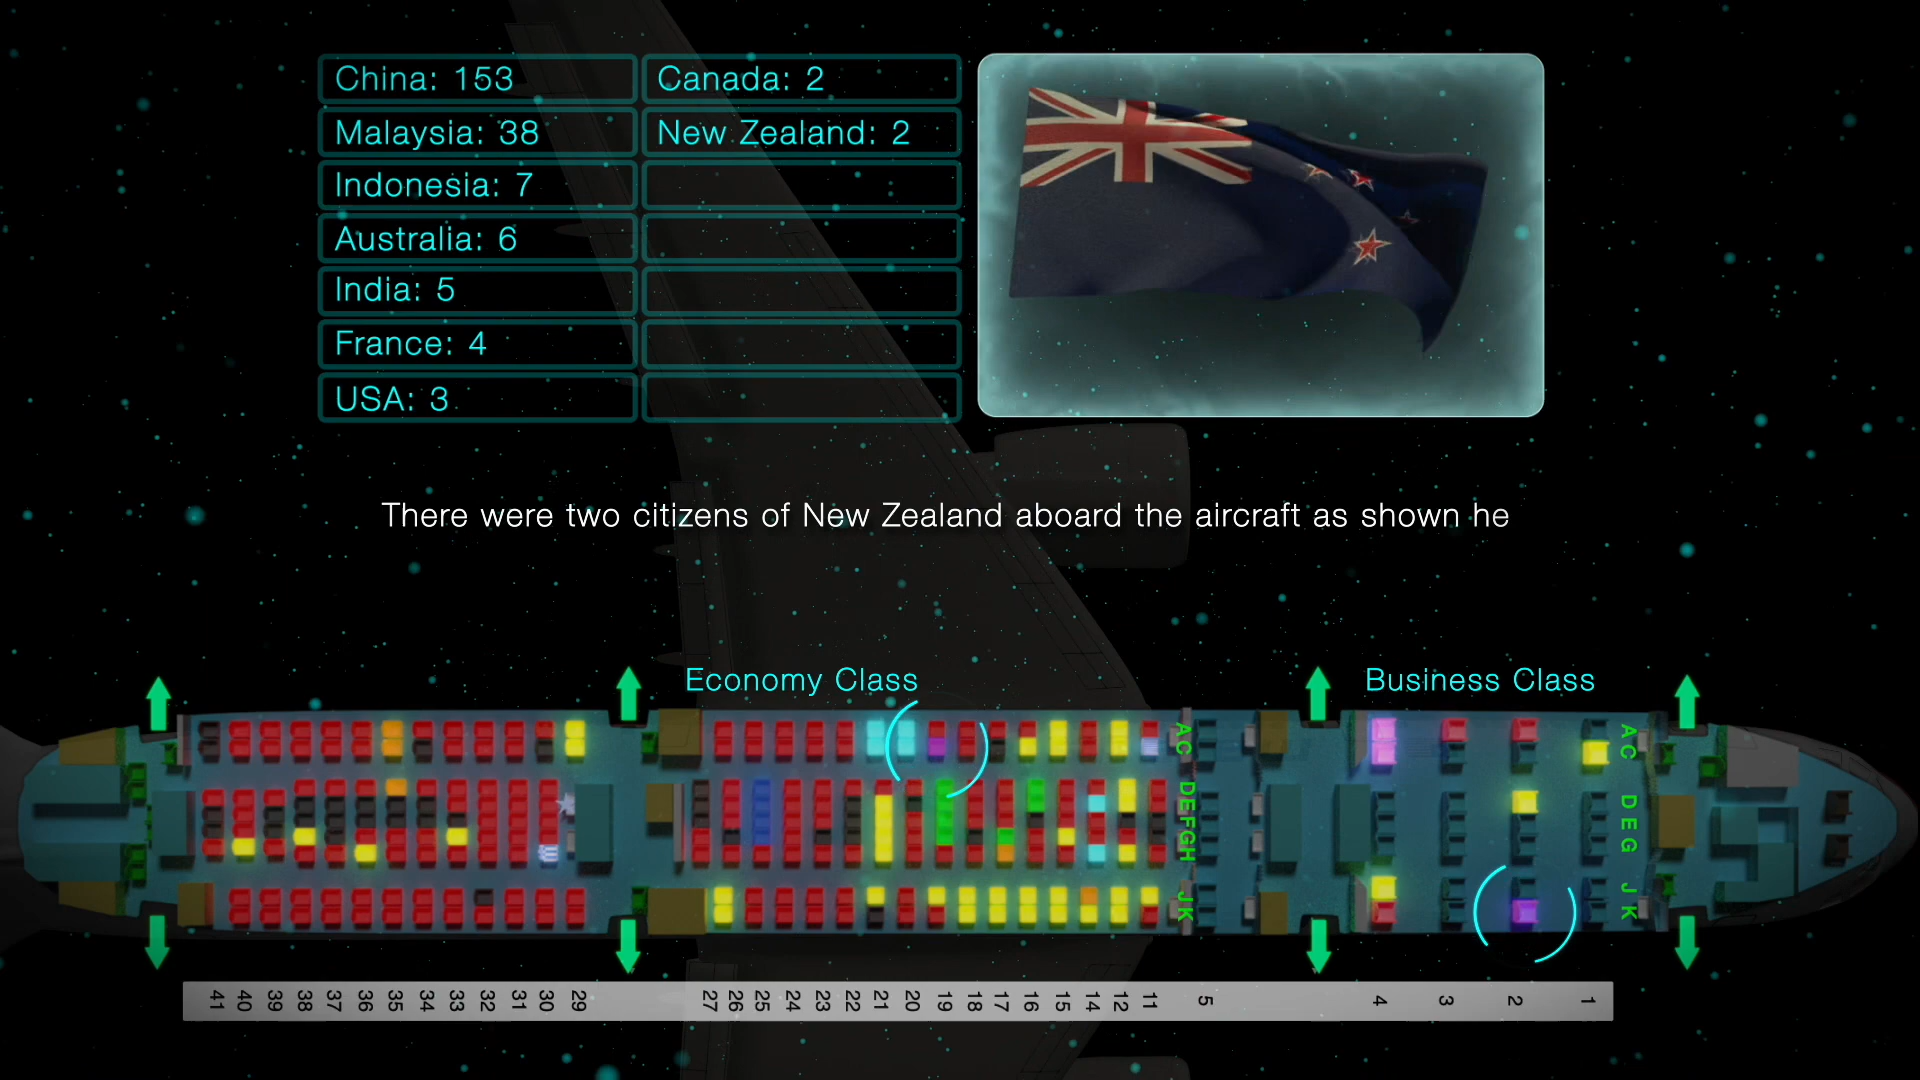 China: 153
Canada: 2
Malaysia: 38
New Zealand: 2
Indonesia: 7
Australia: 6
India: 5
France: 4
USA: 3
There were two citizens of New Zealand aboard the aircraft as shown he
Economy Class
Business Class
A C
D E F G H
J K
A C
D E G
J K
41 40 39 38 37 36 35 34 33 32 31 30 29 27 26 25 24 23 22 21 20 19 18 17 16 15 14 12 11 5 4 3 2 1